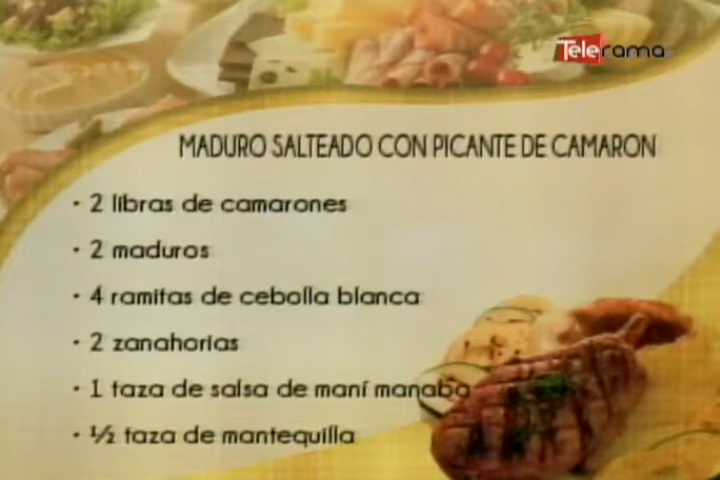 Telerama
MADURO SALTEADO CON PICANTE DE CAMARON
• 2 libras de camarones
• 2 maduros
• 4 ramitas de cebolla blanca
• 2 zanahorias
• 1 taza de salsa de maní manabo
• ½ taza de mantequilla